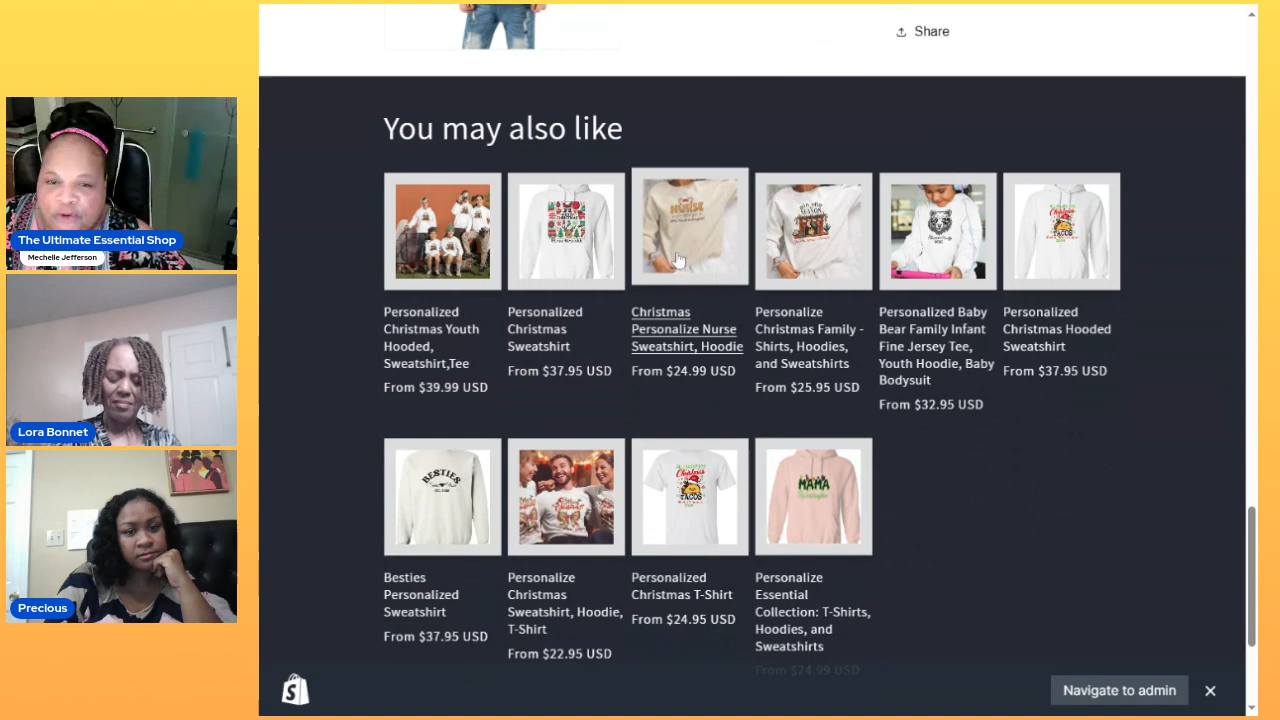 Share
You may also like
The Ultimate Essential Shop
Mechelle Jefferson
Lora Bonnet
Precious
Personalized
Christmas Youth
Hooded,
Sweatshirt,Tee
From $39.99 USD
Personalized
Christmas
Sweatshirt
From $37.95 USD
NURSE
Christmas
Personalize Nurse
Sweatshirt, Hoodie
From $24.99 USD
Personalize
Christmas Family -
Shirts, Hoodies,
and Sweatshirts
From $25.95 USD
Personalized Baby
Bear Family Infant
Fine Jersey Tee,
Youth Hoodie, Baby
Bodysuit
From $32.95 USD
Christmas
TACOS
Personalized
Christmas Hooded
Sweatshirt
From $37.95 USD
BESTIES
Besties
Personalized
Sweatshirt
From $37.95 USD
Personalize
Christmas
Sweatshirt, Hoodie,
T-Shirt
From $22.95 USD
Christmas
TACOS
Personalized
Christmas T-Shirt
From $24.95 USD
MAMA
Personalize
Essential
Collection: T-Shirts,
Hoodies, and
Sweatshirts
From $24.99 USD
Navigate to admin